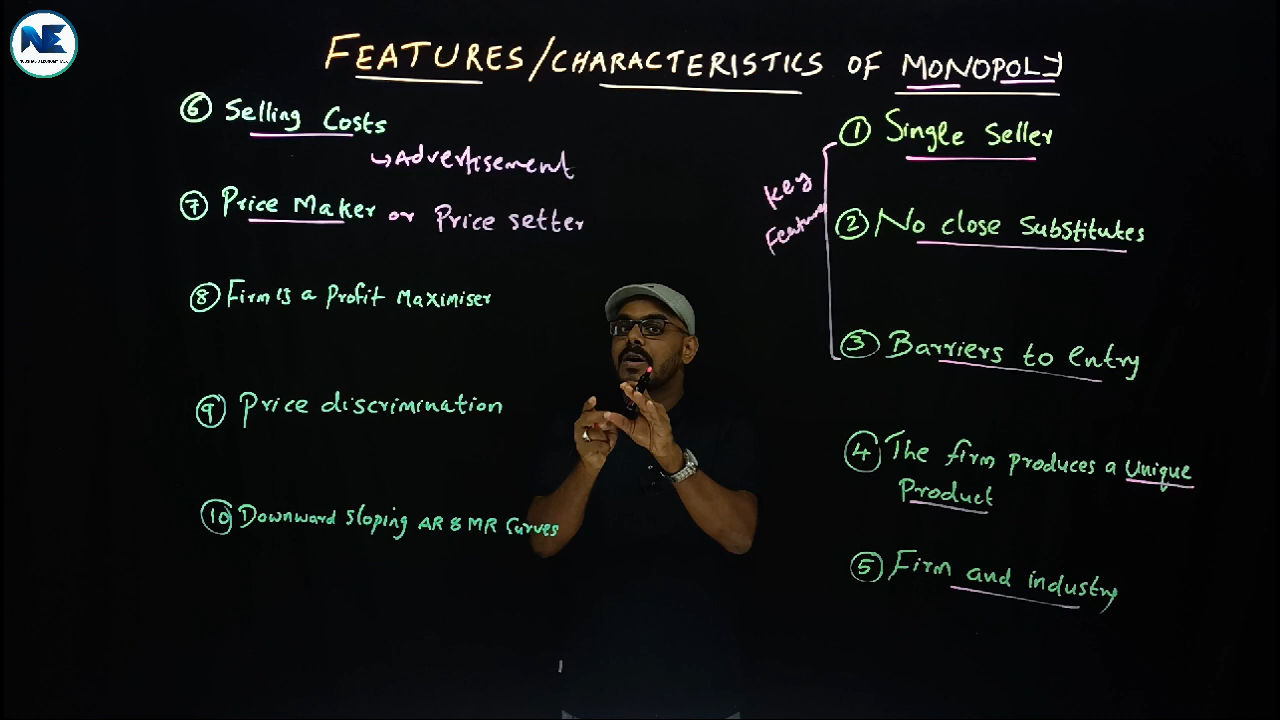 FEATURES/CHARACTERISTICS OF MONOPOLY
① Single Seller
② No close Substitutes
③ Barriers to entry
Key
Features
④ The firm produces a Unique
Product
⑤ Firm and industry
⑥ Selling Costs
↳Advertisement
⑦ Price Maker or Price setter
⑧ Firm is a Profit Maximiser
⑨ Price discrimination
⑩ Downward Sloping AR & MR Curves
NE